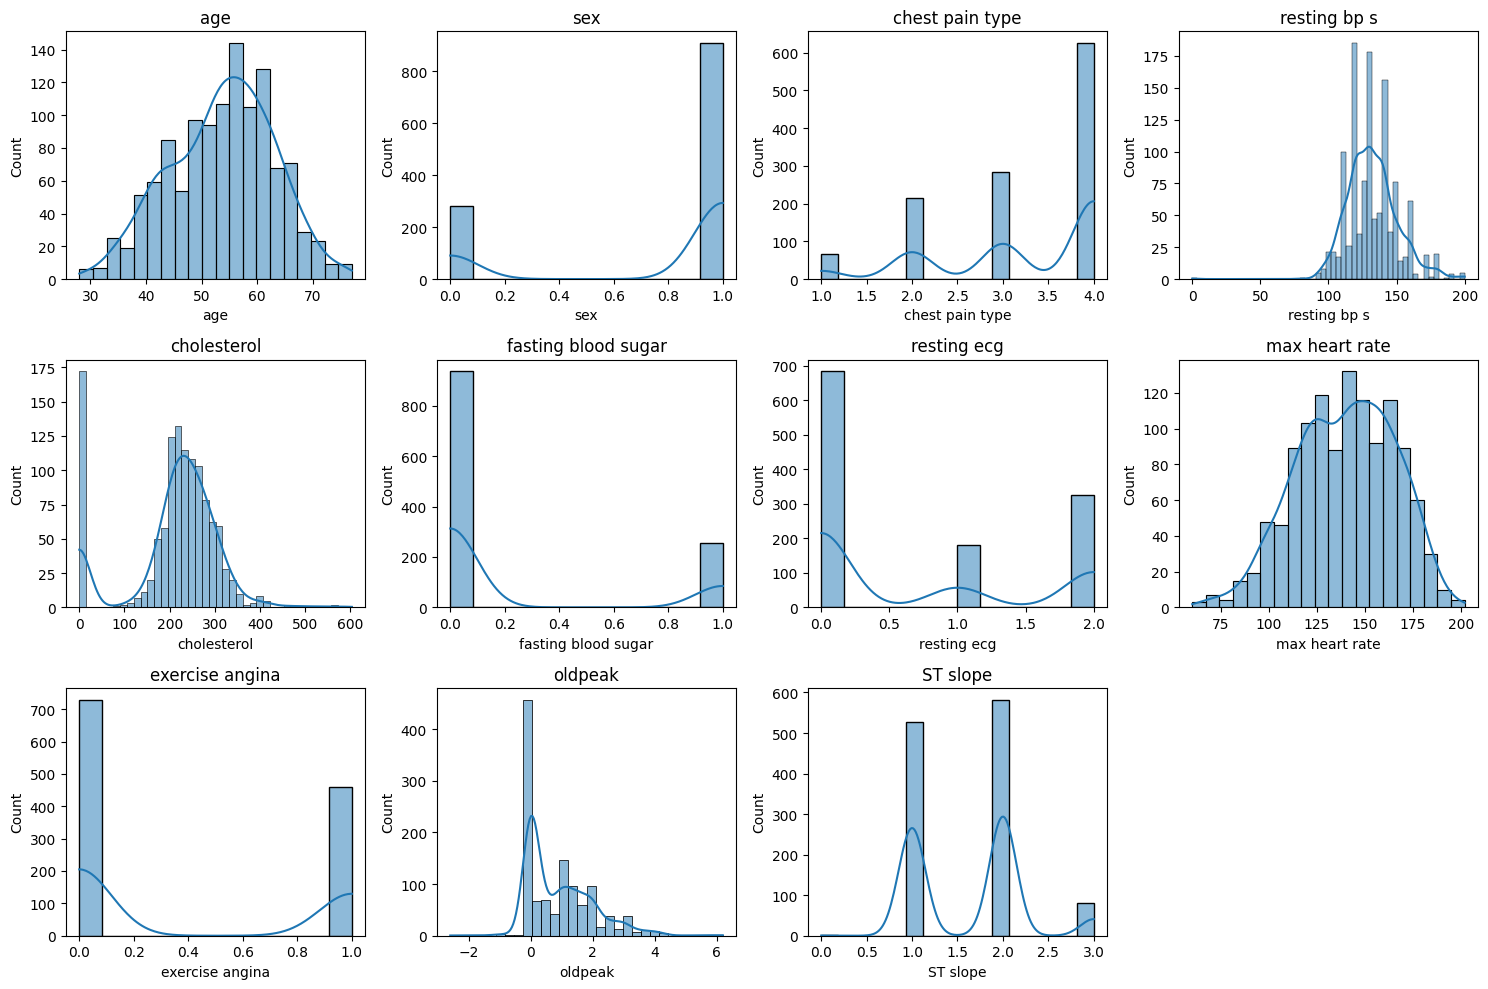 age
sex
chest pain type
resting bp s
Count
0
20
40
60
80
100
120
140
30 40 50 60 70
age
Count
0
200
400
600
800
0.0 0.2 0.4 0.6 0.8 1.0
sex
Count
0
100
200
300
400
500
600
1.0 1.5 2.0 2.5 3.0 3.5 4.0
chest pain type
Count
0
25
50
75
100
125
150
175
0 50 100 150 200
resting bp s
cholesterol
fasting blood sugar
resting ecg
max heart rate
Count
0
25
50
75
100
125
150
175
0 100 200 300 400 500 600
cholesterol
Count
0
200
400
600
800
0.0 0.2 0.4 0.6 0.8 1.0
fasting blood sugar
Count
0
100
200
300
400
500
600
700
0.0 0.5 1.0 1.5 2.0
resting ecg
Count
0
20
40
60
80
100
120
75 100 125 150 175 200
max heart rate
exercise angina
oldpeak
ST slope
Count
0
100
200
300
400
500
600
700
0.0 0.2 0.4 0.6 0.8 1.0
exercise angina
Count
0
100
200
300
400
−2 0 2 4 6
oldpeak
Count
0
100
200
300
400
500
600
0.0 0.5 1.0 1.5 2.0 2.5 3.0
ST slope